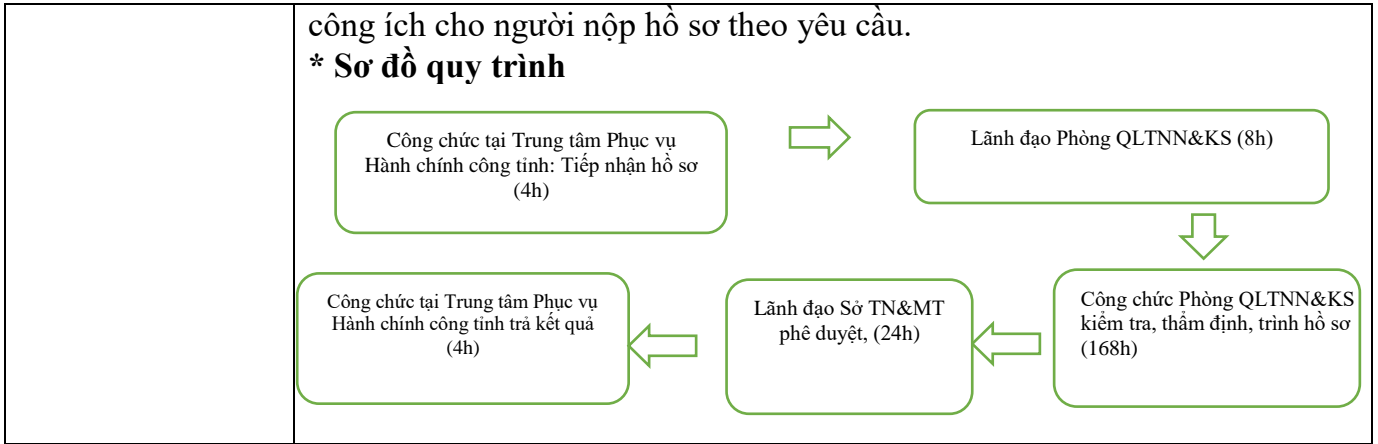 công ích cho người nộp hồ sơ theo yêu cầu.
* Sơ đồ quy trình
Công chức tại Trung tâm Phục vụ
Hành chính công tỉnh: Tiếp nhận hồ sơ
(4h)
Lãnh đạo Phòng QLTNN&KS (8h)
Công chức Phòng QLTNN&KS
kiểm tra, thẩm định, trình hồ sơ
(168h)
Lãnh đạo Sở TN&MT
phê duyệt, (24h)
Công chức tại Trung tâm Phục vụ
Hành chính công tỉnh trả kết quả
(4h)